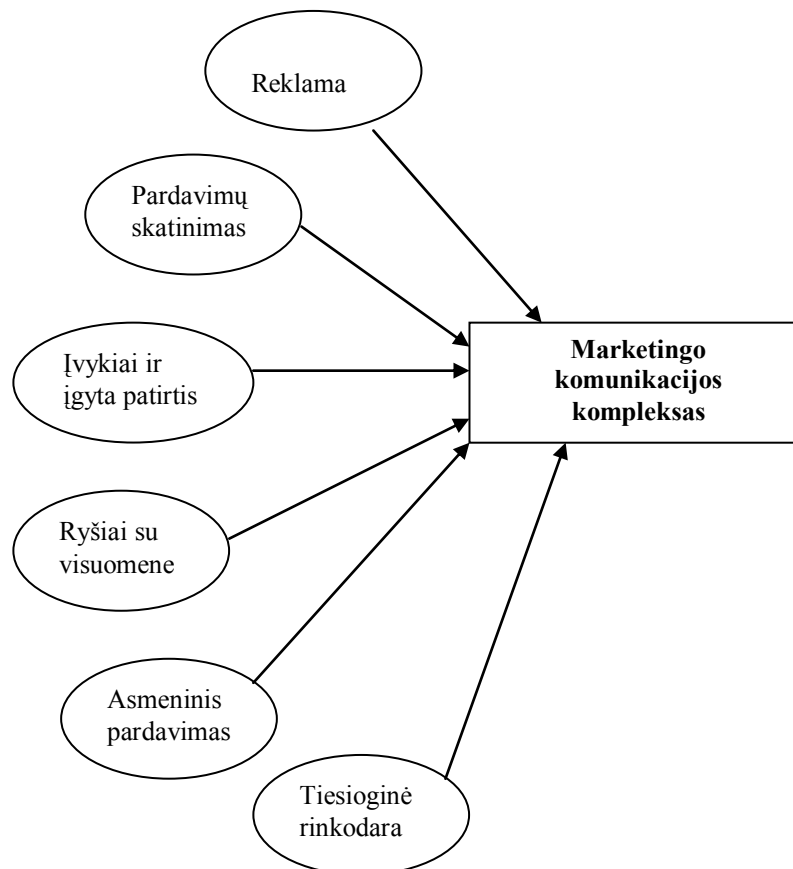 Reklama
Pardavimų
skatinimas
Įvykiai ir
įgyta patirtis
Marketingo
komunikacijos
kompleksas
Ryšiai su
visuomene
Asmeninis
pardavimas
Tiesioginė
rinkodara